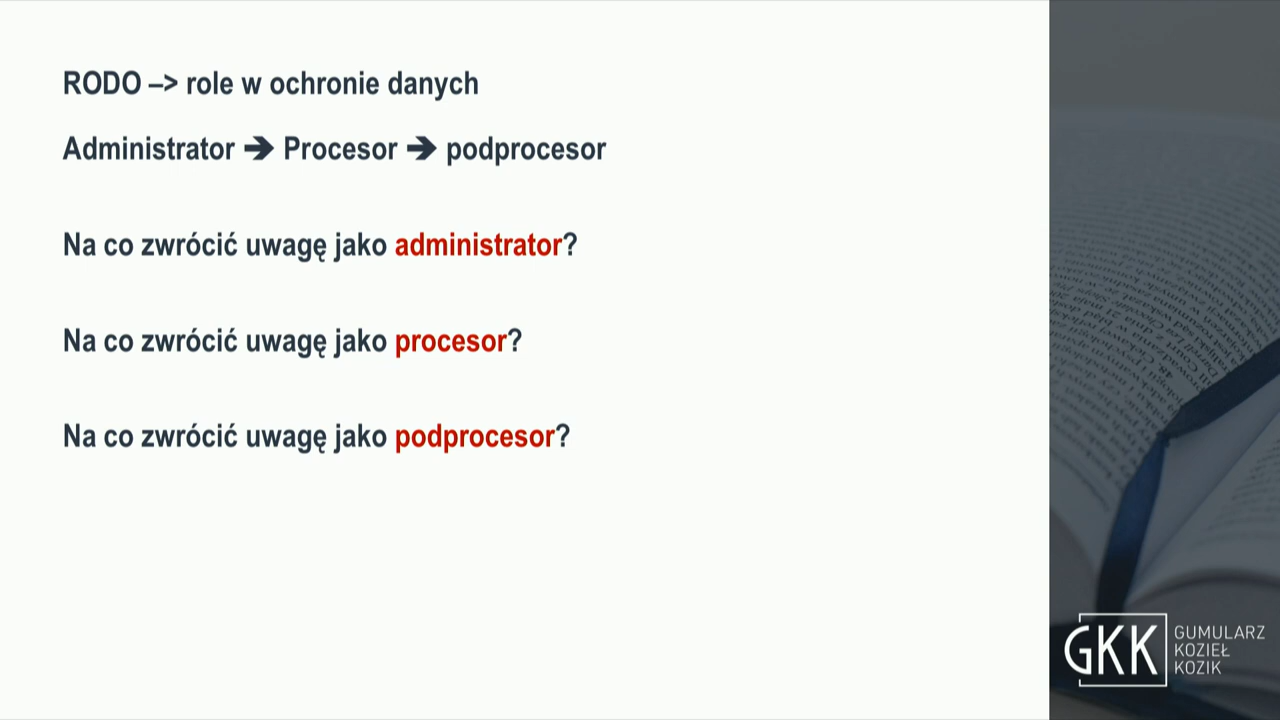 RODO –> role w ochronie danych
Administrator ➔ Procesor ➔ podprocesor
Na co zwrócić uwagę jako administrator?
Na co zwrócić uwagę jako procesor?
Na co zwrócić uwagę jako podprocesor?
GKK
GUMULARZ
KOZIEŁ
KOZIK